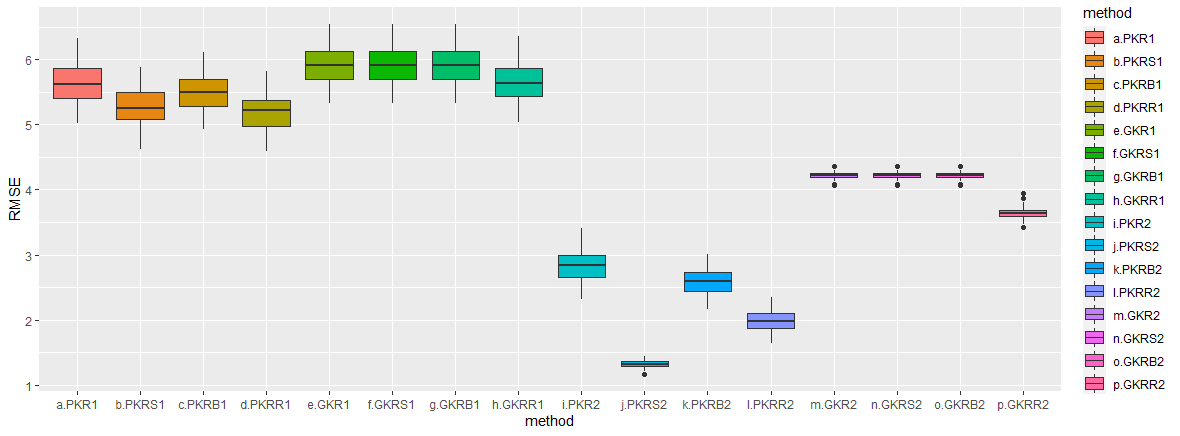 RMSE
6
5
4
3
2
1
a.PKR1 b.PKRS1 c.PKRB1 d.PKRR1 e.GKR1 f.GKRS1 g.GKRB1 h.GKRR1 i.PKR2 j.PKRS2 k.PKRB2 l.PKRR2 m.GKR2 n.GKRS2 o.GKRB2 p.GKRR2
method
method
a.PKR1
b.PKRS1
c.PKRB1
d.PKRR1
e.GKR1
f.GKRS1
g.GKRB1
h.GKRR1
i.PKR2
j.PKRS2
k.PKRB2
l.PKRR2
m.GKR2
n.GKRS2
o.GKRB2
p.GKRR2